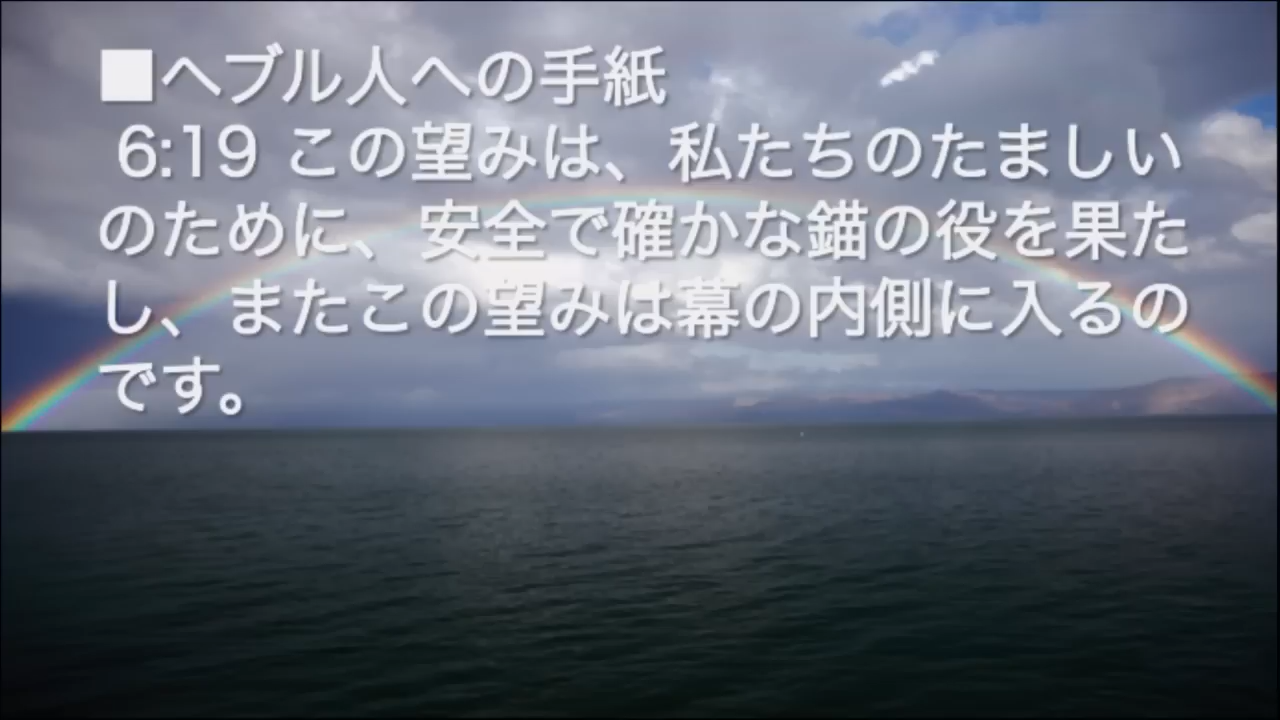 ■ヘブル人への手紙
6:19 この望みは、私たちのたましい
のために、安全で確かな錨の役を果た
し、またこの望みは幕の内側に入るの
です。